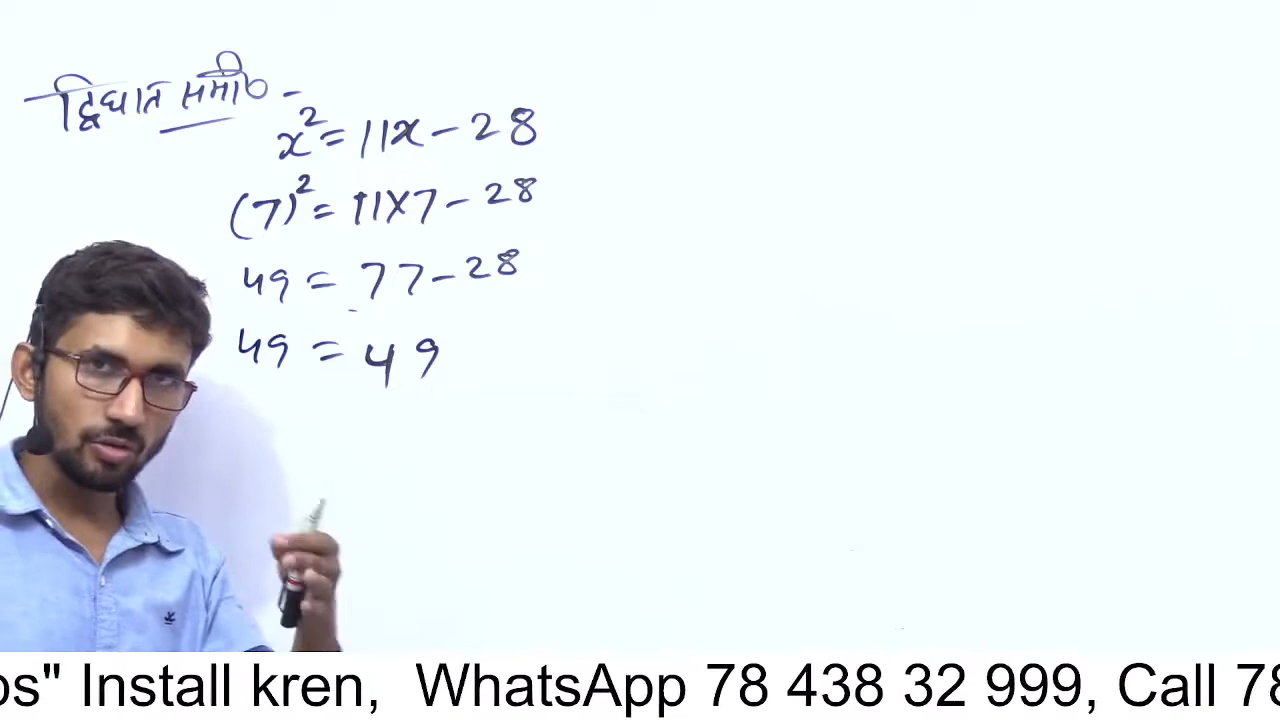 द्विघात समी० -
x² = 11x - 28
(7)² = 11×7 - 28
49 = 77 - 28
49 = 49
os" Install kren, WhatsApp 78 438 32 999, Call 78